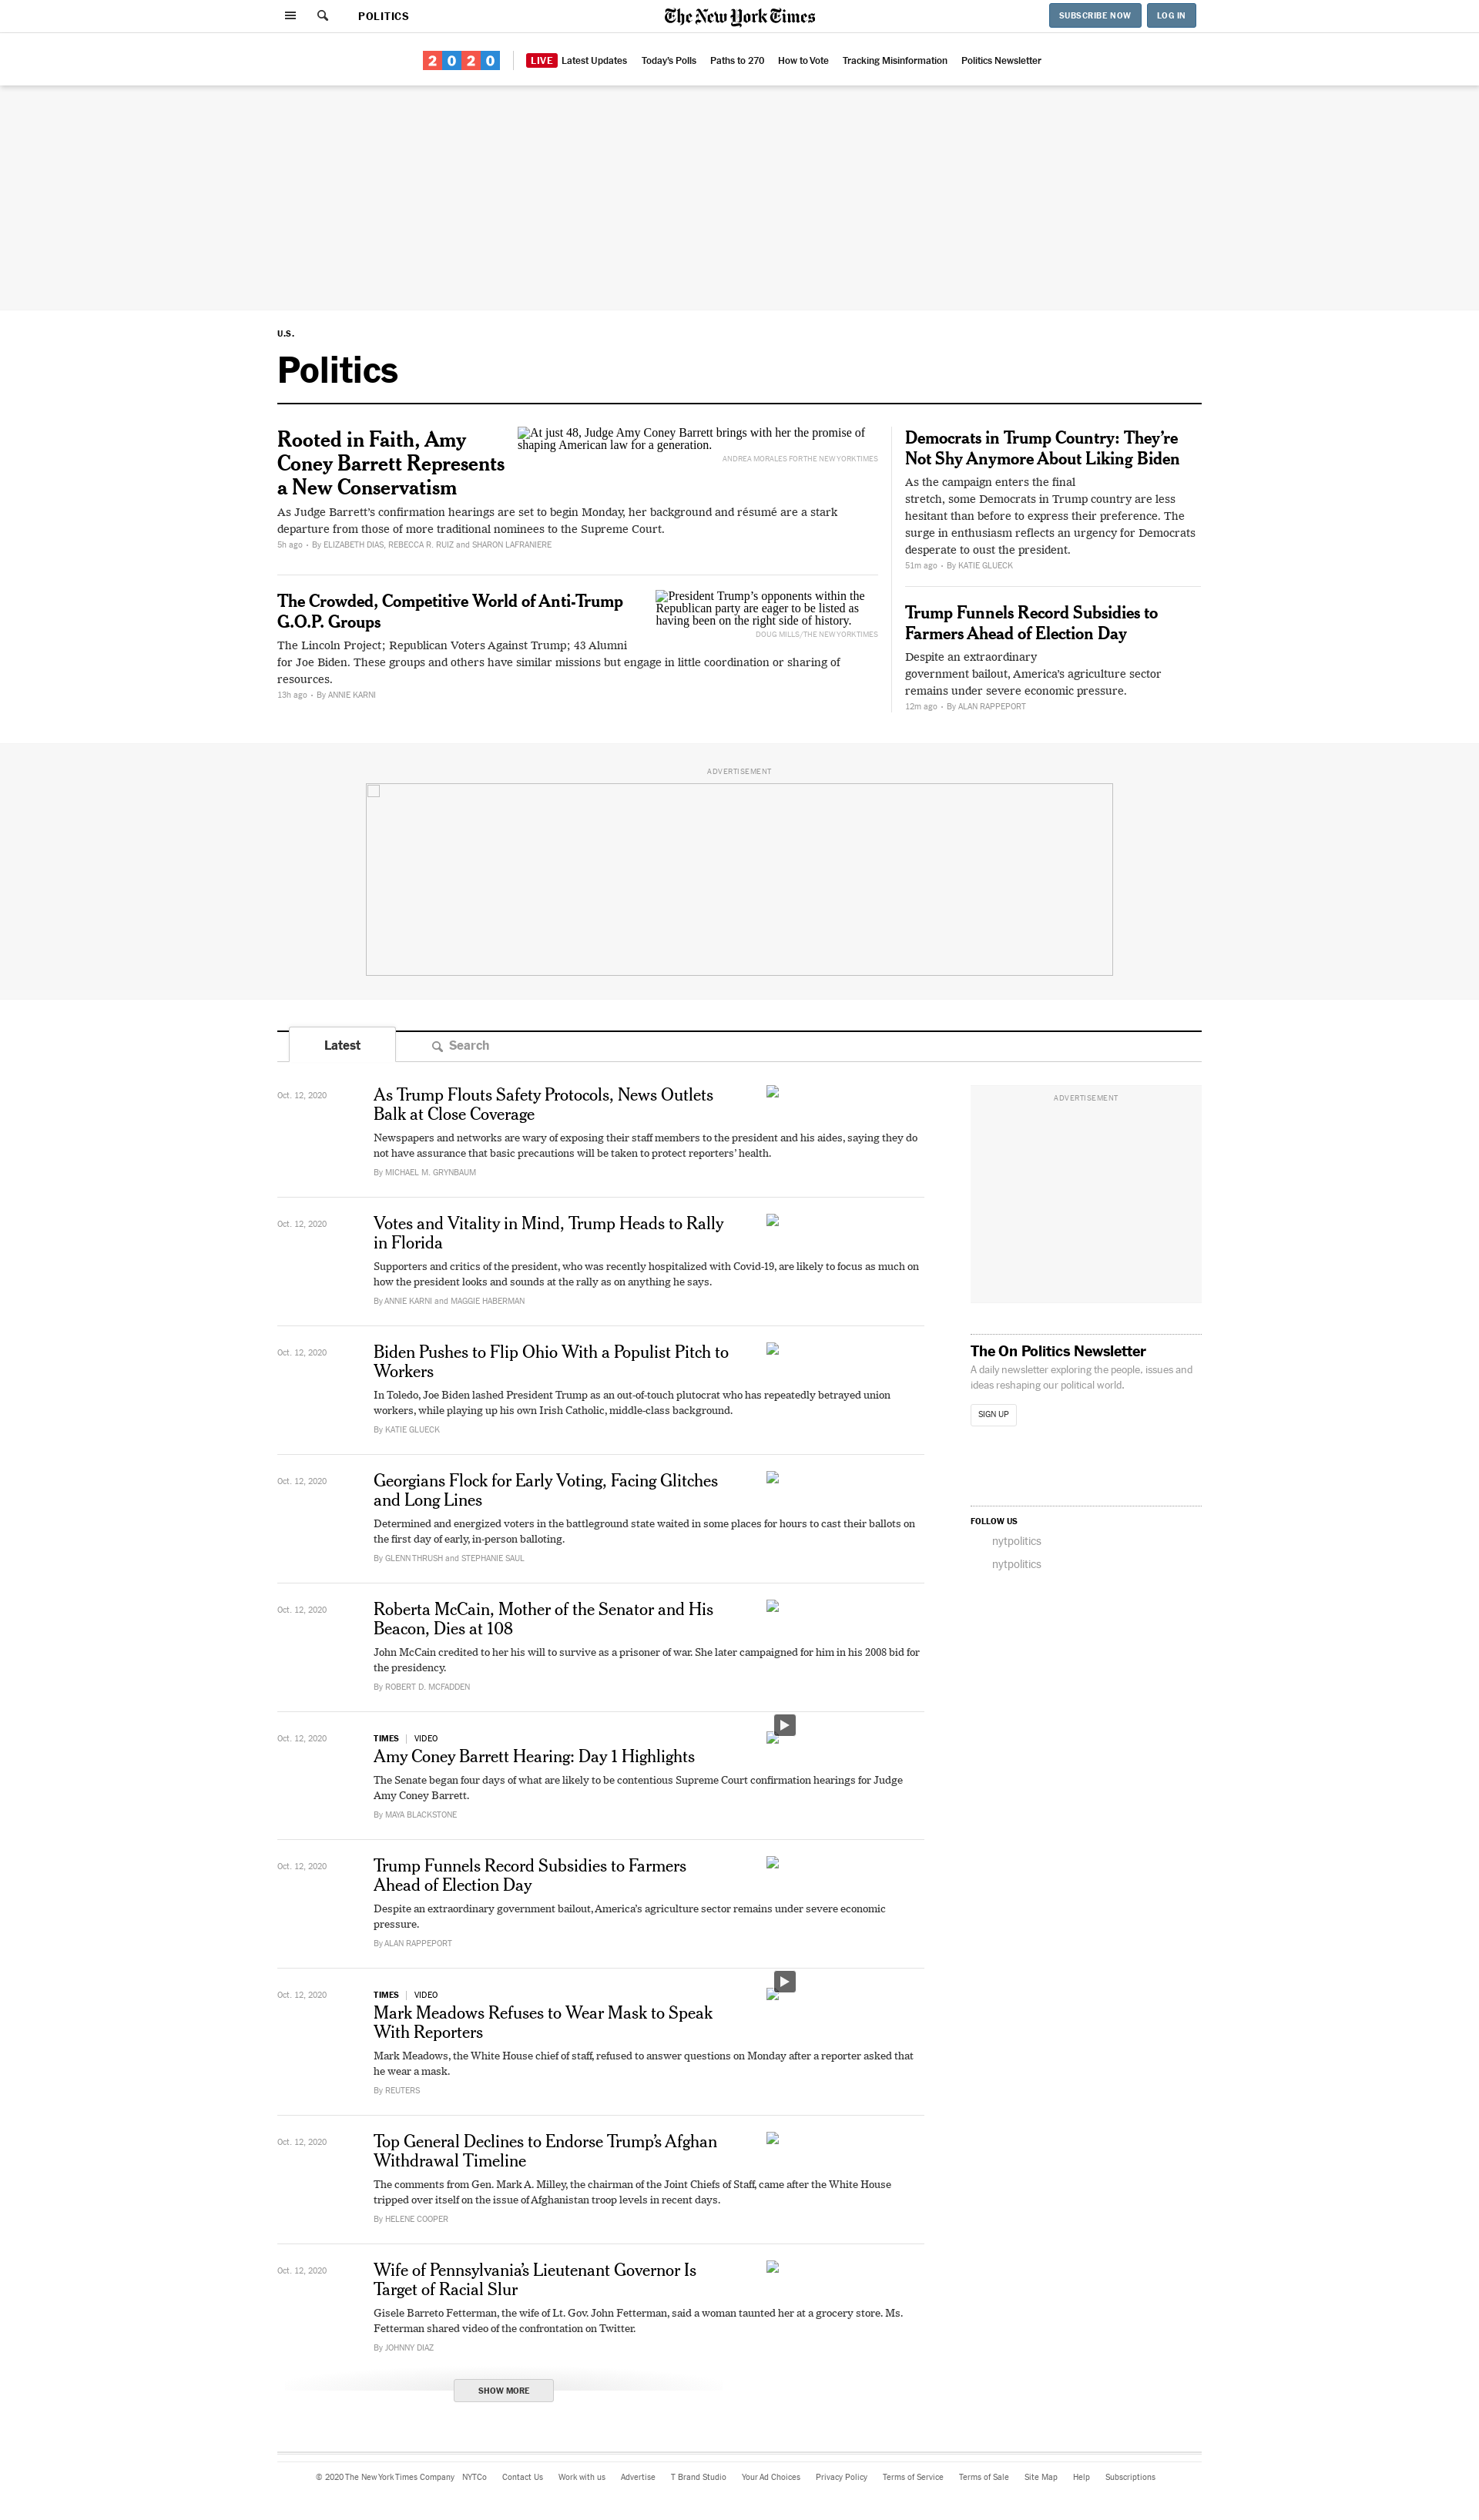 POLITICS
The New York Times
SUBSCRIBE NOW
LOG IN
2020
LIVE Latest Updates
Today's Polls
Paths to 270
How to Vote
Tracking Misinformation
Politics Newsletter
U.S.
Politics
Rooted in Faith, Amy
Coney Barrett Represents
a New Conservatism
At just 48, Judge Amy Coney Barrett brings with her the promise of
shaping American law for a generation.
ANDREA MORALES FOR THE NEW YORK TIMES
As Judge Barrett's confirmation hearings are set to begin Monday, her background and résumé are a stark
departure from those of more traditional nominees to the Supreme Court.
5h ago • By ELIZABETH DIAS, REBECCA R. RUIZ and SHARON LAFRANIERE
The Crowded, Competitive World of Anti-Trump
G.O.P. Groups
President Trump's opponents within the
Republican party are eager to be listed as
having been on the right side of history.
DOUG MILLS/THE NEW YORK TIMES
The Lincoln Project; Republican Voters Against Trump; 43 Alumni
for Joe Biden. These groups and others have similar missions but engage in little coordination or sharing of
resources.
13h ago • By ANNIE KARNI
Democrats in Trump Country: They're
Not Shy Anymore About Liking Biden
As the campaign enters the final
stretch, some Democrats in Trump country are less
hesitant than before to express their preference. The
surge in enthusiasm reflects an urgency for Democrats
desperate to oust the president.
51m ago • By KATIE GLUECK
Trump Funnels Record Subsidies to
Farmers Ahead of Election Day
Despite an extraordinary
government bailout, America's agriculture sector
remains under severe economic pressure.
12m ago • By ALAN RAPPEPORT
ADVERTISEMENT
Latest
Search
Oct. 12, 2020
As Trump Flouts Safety Protocols, News Outlets
Balk at Close Coverage
Newspapers and networks are wary of exposing their staff members to the president and his aides, saying they do
not have assurance that basic precautions will be taken to protect reporters' health.
By MICHAEL M. GRYNBAUM
Oct. 12, 2020
Votes and Vitality in Mind, Trump Heads to Rally
in Florida
Supporters and critics of the president, who was recently hospitalized with Covid-19, are likely to focus as much on
how the president looks and sounds at the rally as on anything he says.
By ANNIE KARNI and MAGGIE HABERMAN
Oct. 12, 2020
Biden Pushes to Flip Ohio With a Populist Pitch to
Workers
In Toledo, Joe Biden lashed President Trump as an out-of-touch plutocrat who has repeatedly betrayed union
workers, while playing up his own Irish Catholic, middle-class background.
By KATIE GLUECK
Oct. 12, 2020
Georgians Flock for Early Voting, Facing Glitches
and Long Lines
Determined and energized voters in the battleground state waited in some places for hours to cast their ballots on
the first day of early, in-person balloting.
By GLENN THRUSH and STEPHANIE SAUL
Oct. 12, 2020
Roberta McCain, Mother of the Senator and His
Beacon, Dies at 108
John McCain credited to her his will to survive as a prisoner of war. She later campaigned for him in his 2008 bid for
the presidency.
By ROBERT D. MCFADDEN
Oct. 12, 2020
TIMES | VIDEO
Amy Coney Barrett Hearing: Day 1 Highlights
The Senate began four days of what are likely to be contentious Supreme Court confirmation hearings for Judge
Amy Coney Barrett.
By MAYA BLACKSTONE
Oct. 12, 2020
Trump Funnels Record Subsidies to Farmers
Ahead of Election Day
Despite an extraordinary government bailout, America's agriculture sector remains under severe economic
pressure.
By ALAN RAPPEPORT
Oct. 12, 2020
TIMES | VIDEO
Mark Meadows Refuses to Wear Mask to Speak
With Reporters
Mark Meadows, the White House chief of staff, refused to answer questions on Monday after a reporter asked that
he wear a mask.
By REUTERS
Oct. 12, 2020
Top General Declines to Endorse Trump's Afghan
Withdrawal Timeline
The comments from Gen. Mark A. Milley, the chairman of the Joint Chiefs of Staff, came after the White House
tripped over itself on the issue of Afghanistan troop levels in recent days.
By HELENE COOPER
Oct. 12, 2020
Wife of Pennsylvania's Lieutenant Governor Is
Target of Racial Slur
Gisele Barreto Fetterman, the wife of Lt. Gov. John Fetterman, said a woman taunted her at a grocery store. Ms.
Fetterman shared video of the confrontation on Twitter.
By JOHNNY DIAZ
SHOW MORE
ADVERTISEMENT
The On Politics Newsletter
A daily newsletter exploring the people, issues and
ideas reshaping our political world.
SIGN UP
FOLLOW US
nytpolitics
nytpolitics
© 2020 The New York Times Company NYTCo Contact Us Work with us Advertise T Brand Studio Your Ad Choices Privacy Policy Terms of Service Terms of Sale Site Map Help Subscriptions